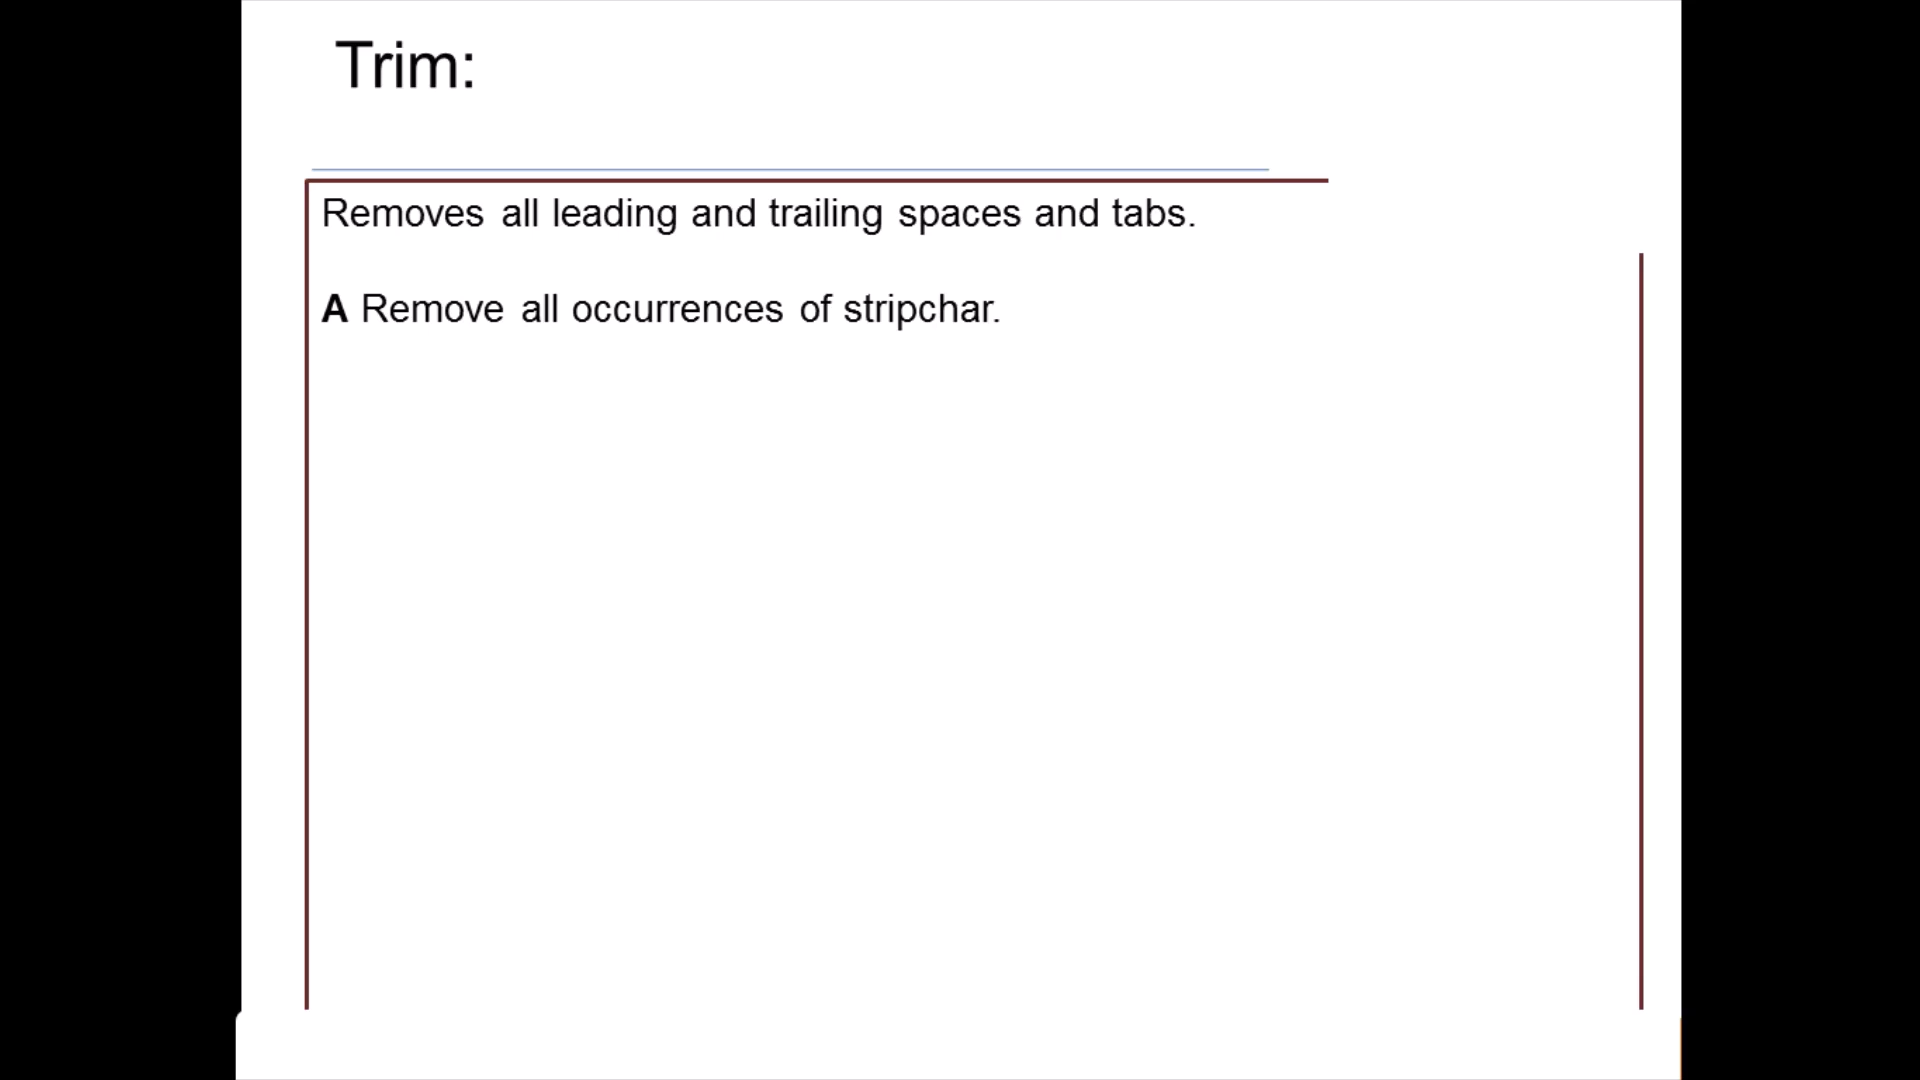 Trim:
Removes all leading and trailing spaces and tabs.
A Remove all occurrences of stripchar.